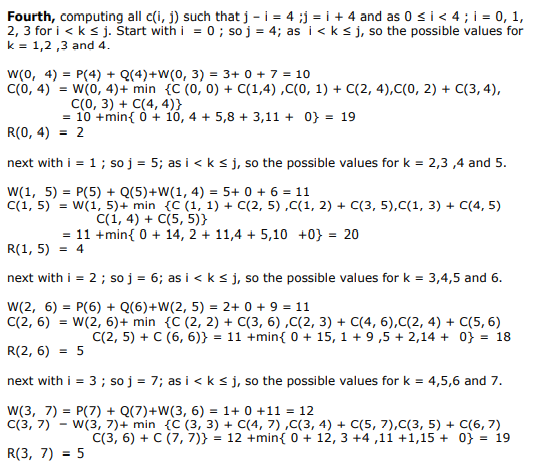 Fourth, computing all c(i, j) such that j - i = 4 ;j = i + 4 and as 0 ≤ i < 4 ; i = 0, 1,
2, 3 for i < k ≤ j. Start with i = 0 ; so j = 4; as i < k ≤ j, so the possible values for
k = 1,2 ,3 and 4.
W(0, 4) = P(4) + Q(4)+W(0, 3) = 3+ 0 + 7 = 10
C(0, 4) = W(0, 4)+ min {C (0, 0) + C(1,4) ,C(0, 1) + C(2, 4),C(0, 2) + C(3, 4),
C(0, 3) + C(4, 4)}
= 10 +min{ 0 + 10, 4 + 5,8 + 3,11 + 0} = 19
R(0, 4) = 2
next with i = 1 ; so j = 5; as i < k ≤ j, so the possible values for k = 2,3 ,4 and 5.
W(1, 5) = P(5) + Q(5)+W(1, 4) = 5+ 0 + 6 = 11
C(1, 5) = W(1, 5)+ min {C (1, 1) + C(2, 5) ,C(1, 2) + C(3, 5),C(1, 3) + C(4, 5)
C(1, 4) + C(5, 5)}
= 11 +min{ 0 + 14, 2 + 11,4 + 5,10 +0} = 20
R(1, 5) = 4
next with i = 2 ; so j = 6; as i < k ≤ j, so the possible values for k = 3,4,5 and 6.
W(2, 6) = P(6) + Q(6)+W(2, 5) = 2+ 0 + 9 = 11
C(2, 6) = W(2, 6)+ min {C (2, 2) + C(3, 6) ,C(2, 3) + C(4, 6),C(2, 4) + C(5, 6)
C(2, 5) + C (6, 6)} = 11 +min{ 0 + 15, 1 + 9 ,5 + 2,14 + 0} = 18
R(2, 6) = 5
next with i = 3 ; so j = 7; as i < k ≤ j, so the possible values for k = 4,5,6 and 7.
W(3, 7) = P(7) + Q(7)+W(3, 6) = 1+ 0 +11 = 12
C(3, 7) − W(3, 7)+ min {C (3, 3) + C(4, 7) ,C(3, 4) + C(5, 7),C(3, 5) + C(6, 7)
C(3, 6) + C (7, 7)} = 12 +min{ 0 + 12, 3 +4 ,11 +1,15 + 0} = 19
R(3, 7) = 5